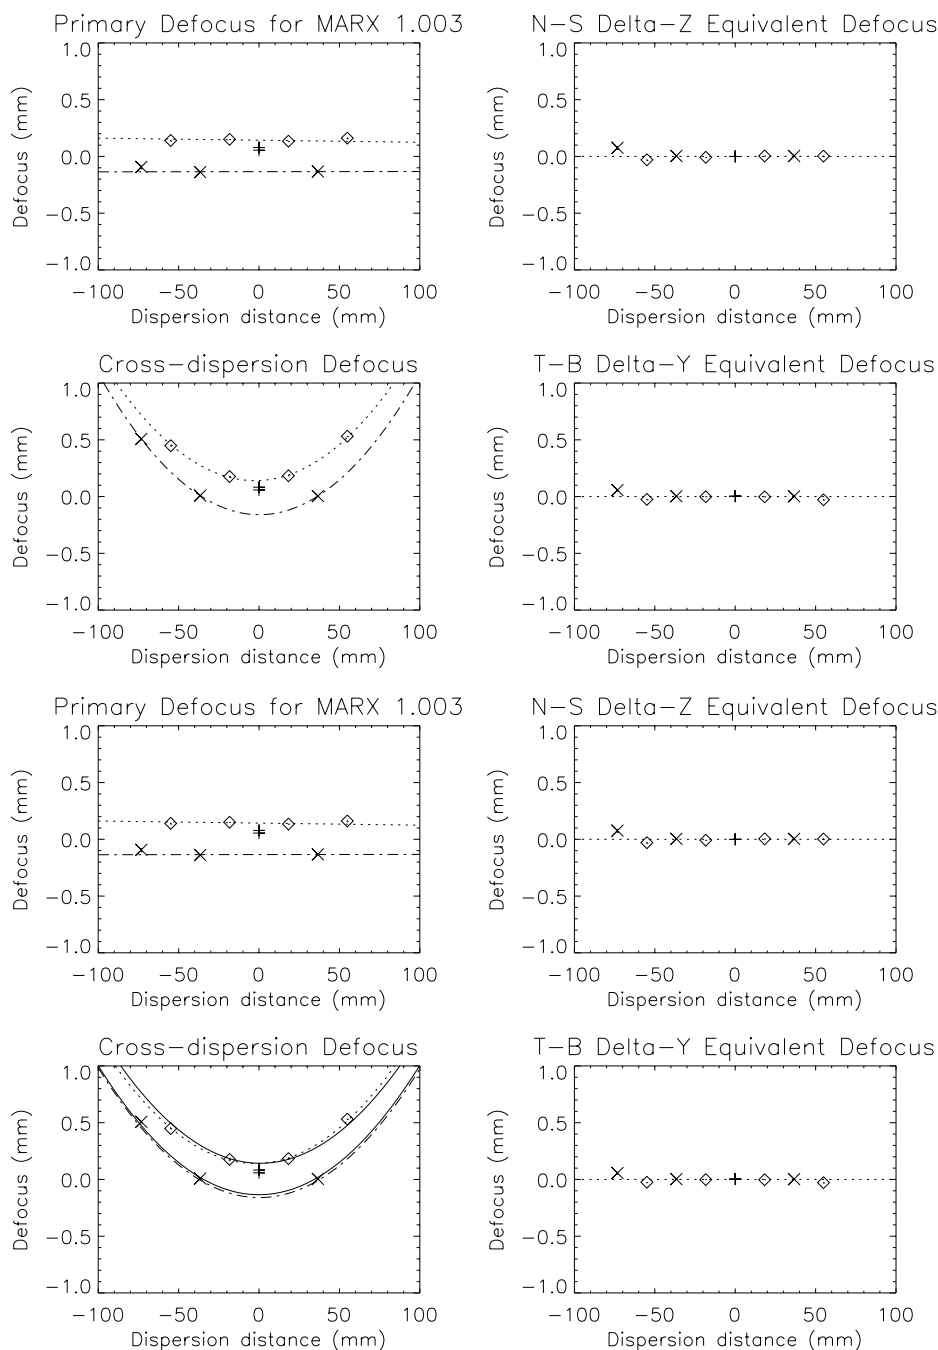 Primary Defocus for MARX 1.003
1.0
0.5
0.0
−0.5
−1.0
Defocus (mm)
−100 −50 0 50 100
Dispersion distance (mm)
N−S Delta−Z Equivalent Defocus
1.0
0.5
0.0
−0.5
−1.0
Defocus (mm)
−100 −50 0 50 100
Dispersion distance (mm)
Cross−dispersion Defocus
1.0
0.5
0.0
−0.5
−1.0
Defocus (mm)
−100 −50 0 50 100
Dispersion distance (mm)
T−B Delta−Y Equivalent Defocus
1.0
0.5
0.0
−0.5
−1.0
Defocus (mm)
−100 −50 0 50 100
Dispersion distance (mm)
Primary Defocus for MARX 1.003
1.0
0.5
0.0
−0.5
−1.0
Defocus (mm)
−100 −50 0 50 100
Dispersion distance (mm)
N−S Delta−Z Equivalent Defocus
1.0
0.5
0.0
−0.5
−1.0
Defocus (mm)
−100 −50 0 50 100
Dispersion distance (mm)
Cross−dispersion Defocus
1.0
0.5
0.0
−0.5
−1.0
Defocus (mm)
−100 −50 0 50 100
Dispersion distance (mm)
T−B Delta−Y Equivalent Defocus
1.0
0.5
0.0
−0.5
−1.0
Defocus (mm)
−100 −50 0 50 100
Dispersion distance (mm)